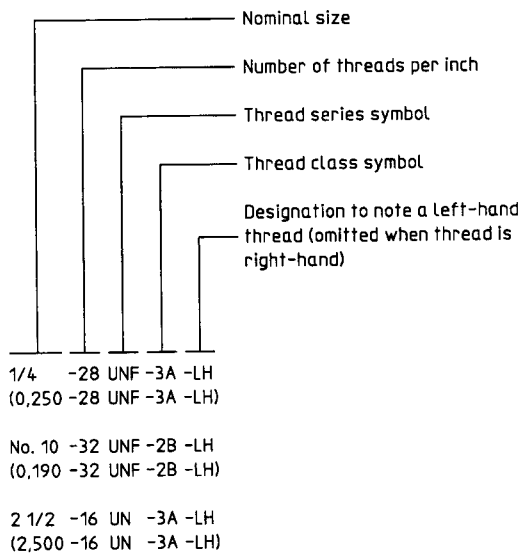 Nominal size
Number of threads per inch
Thread series symbol
Thread class symbol
Designation to note a left-hand
thread (omitted when thread is
right-hand)
1/4 -28 UNF -3A -LH
(0,250 -28 UNF -3A -LH)
No. 10 -32 UNF -2B -LH
(0,190 -32 UNF -2B -LH)
2 1/2 -16 UN -3A -LH
(2,500 -16 UN -3A -LH)